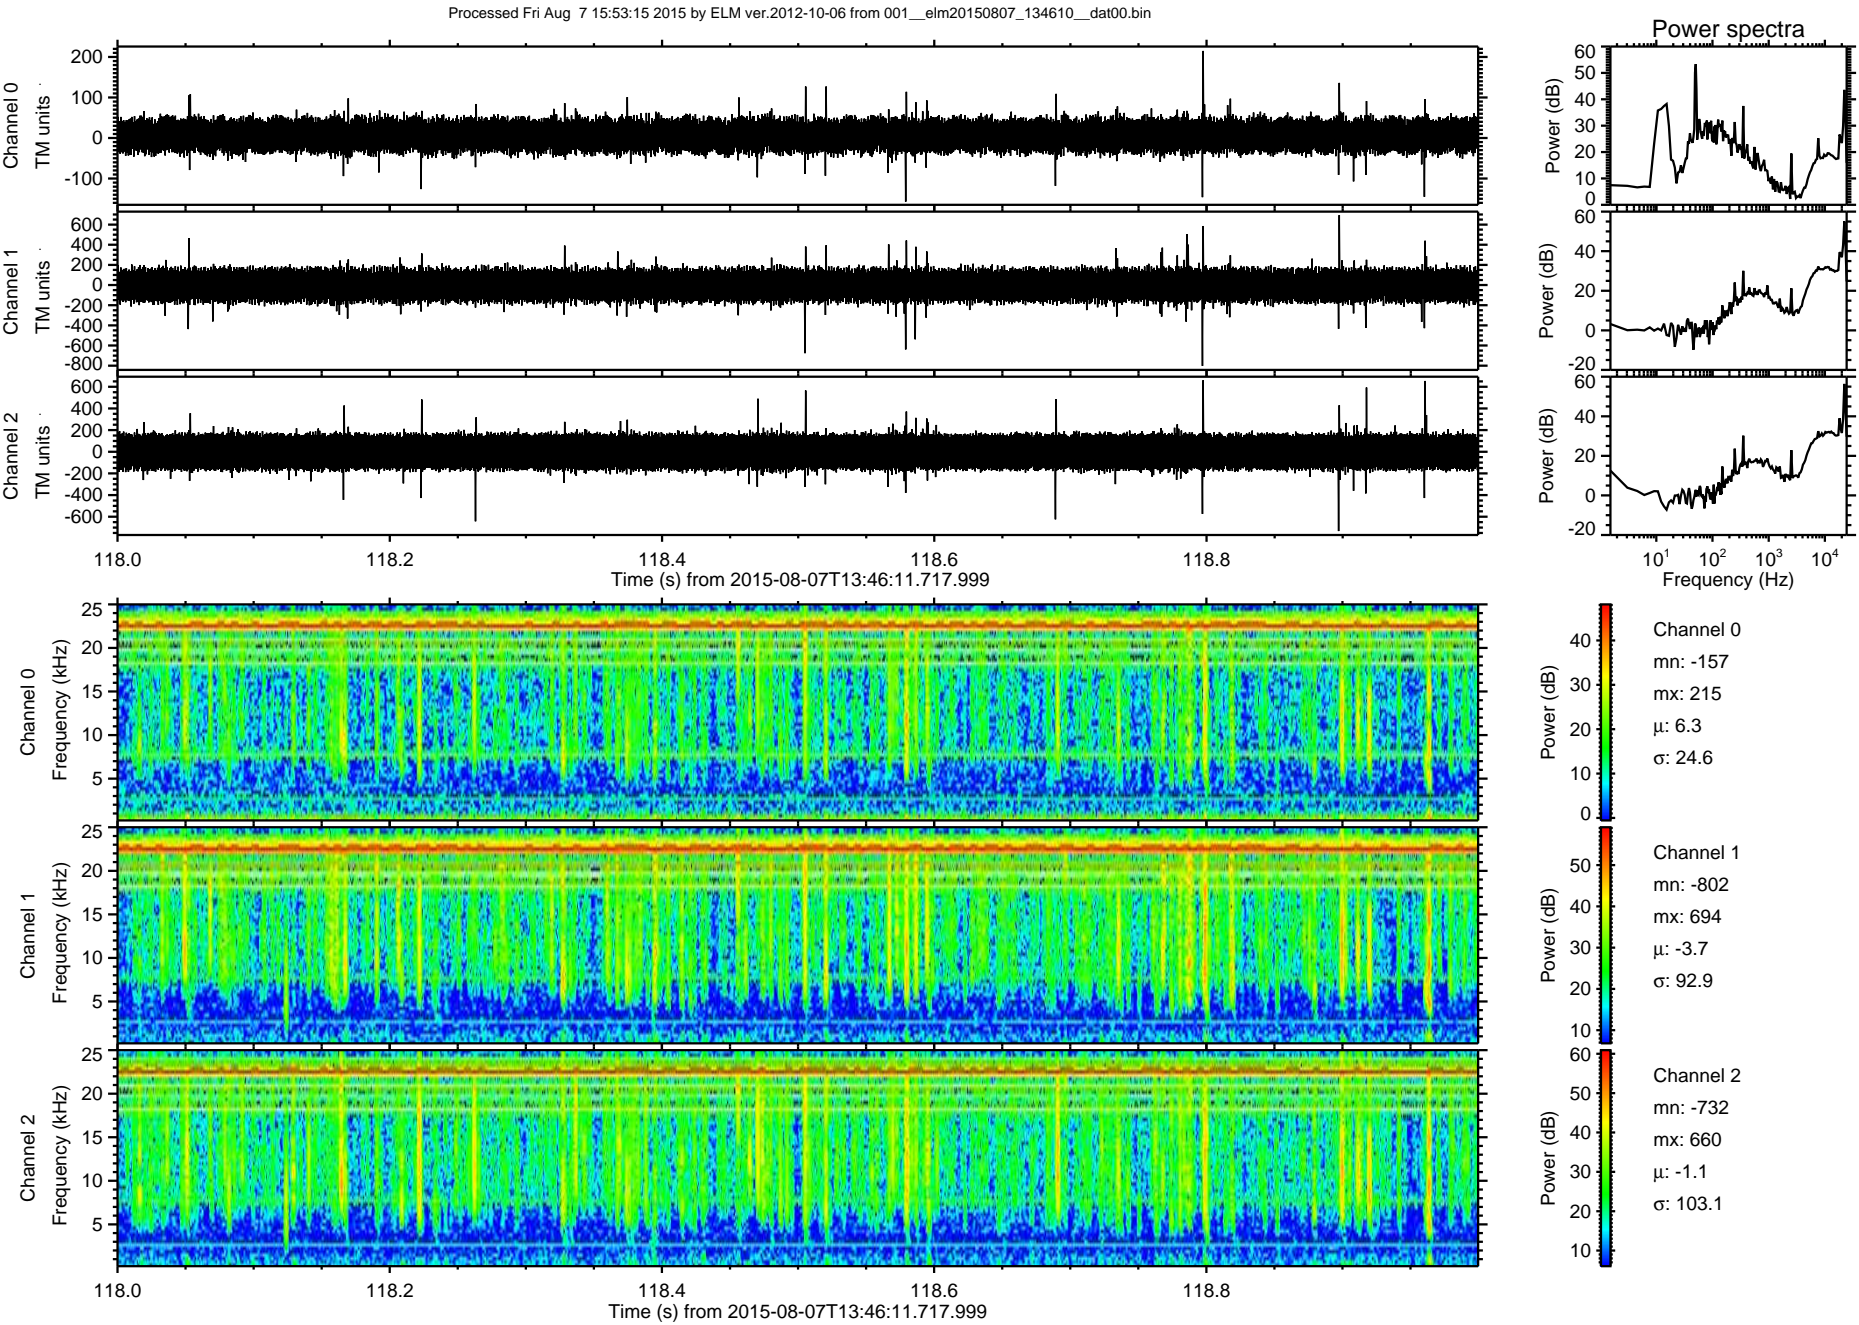 Processed Fri Aug  7 15:53:15 2015 by ELM ver.2012-10-06 from 001__elm20150807_134610__dat00.bin
Power spectra
Channel 0
TM units
200
100
0
-100
Power (dB)
60
50
40
30
20
10
0
Channel 1
TM units
600
400
200
0
-200
-400
-600
-800
Power (dB)
60
40
20
0
-20
Channel 2
TM units
600
400
200
0
-200
-400
-600
Power (dB)
60
40
20
0
-20
118.0 118.2 118.4 118.6 118.8
Time (s) from 2015-08-07T13:46:11.717.999
10^1 10^2 10^3 10^4
Frequency (Hz)
Channel 0
Frequency (kHz)
25
20
15
10
5
Power (dB)
40
30
20
10
0
Channel 0
mn: -157
mx: 215
μ: 6.3
σ: 24.6
Channel 1
Frequency (kHz)
25
20
15
10
5
Power (dB)
50
40
30
20
10
Channel 1
mn: -802
mx: 694
μ: -3.7
σ: 92.9
Channel 2
Frequency (kHz)
25
20
15
10
5
Power (dB)
60
50
40
30
20
10
Channel 2
mn: -732
mx: 660
μ: -1.1
σ: 103.1
118.0 118.2 118.4 118.6 118.8
Time (s) from 2015-08-07T13:46:11.717.999